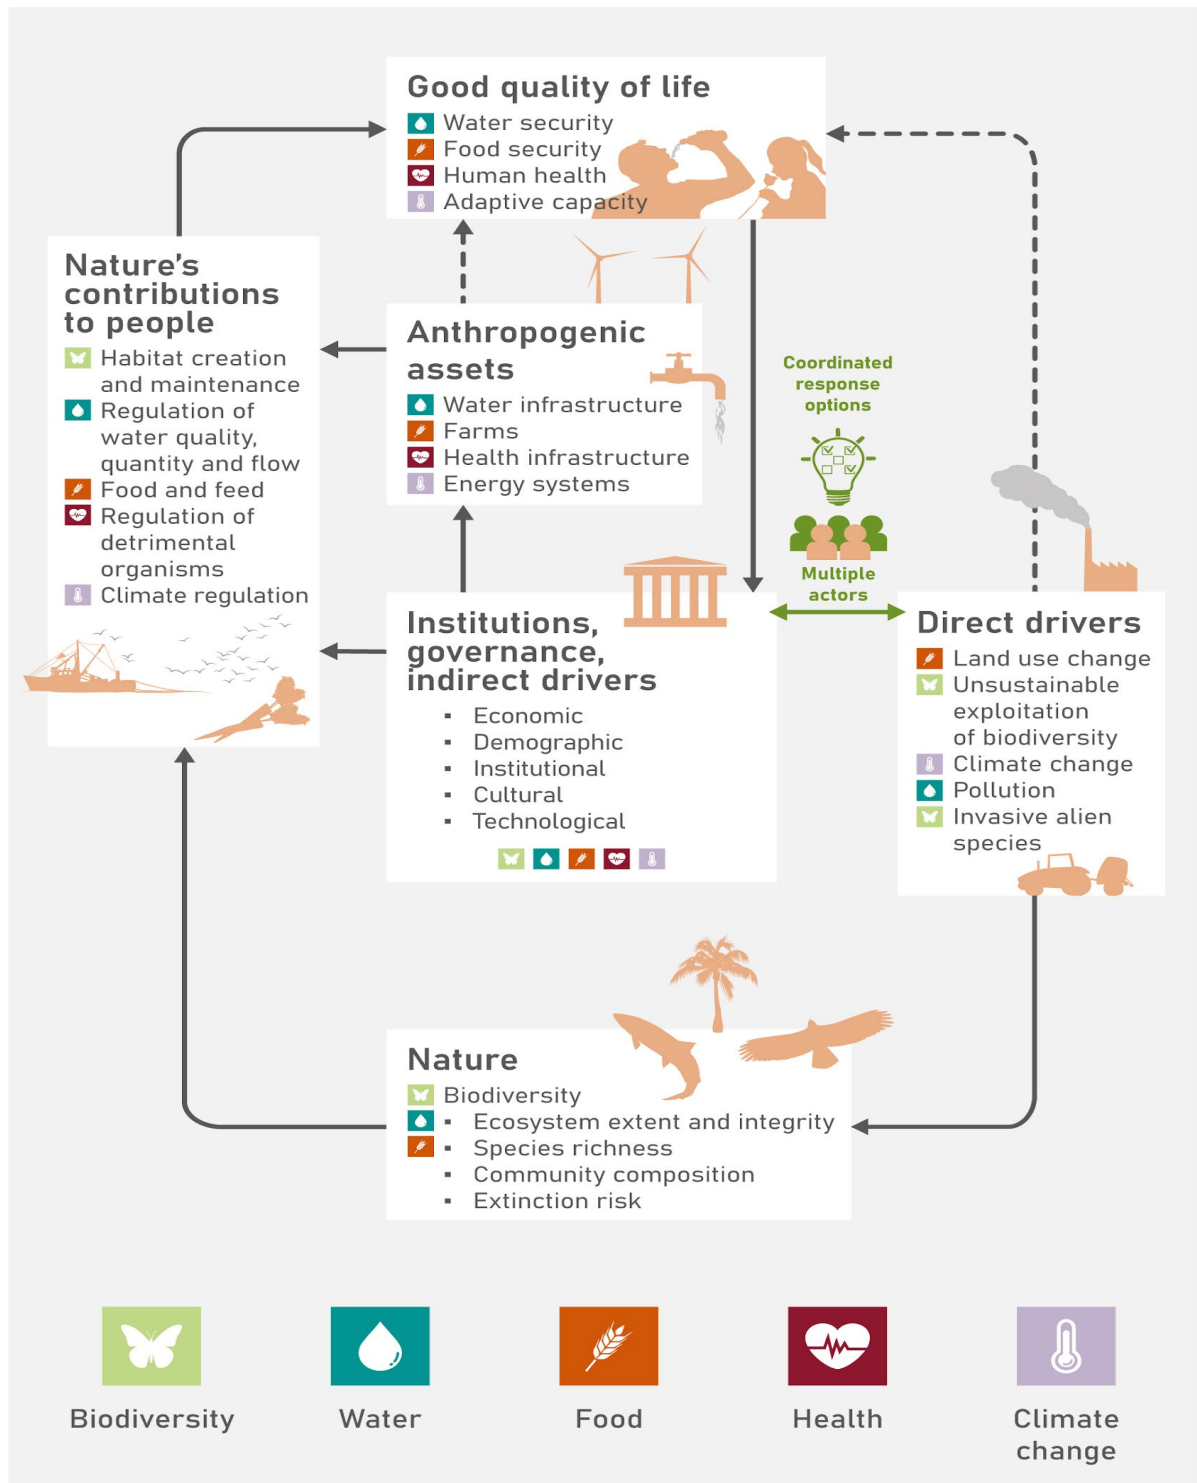 Good quality of life
Water security
Food security
Human health
Adaptive capacity
Nature's
contributions
to people
Habitat creation
and maintenance
Regulation of
water quality,
quantity and flow
Food and feed
Regulation of
detrimental
organisms
Climate regulation
Anthropogenic
assets
Water infrastructure
Farms
Health infrastructure
Energy systems
Coordinated
response
options
Multiple
actors
Institutions,
governance,
indirect drivers
▪ Economic
▪ Demographic
▪ Institutional
▪ Cultural
▪ Technological
Direct drivers
Land use change
Unsustainable
exploitation
of biodiversity
Climate change
Pollution
Invasive alien
species
Nature
Biodiversity
▪ Ecosystem extent and integrity
▪ Species richness
▪ Community composition
▪ Extinction risk
Biodiversity
Water
Food
Health
Climate
change